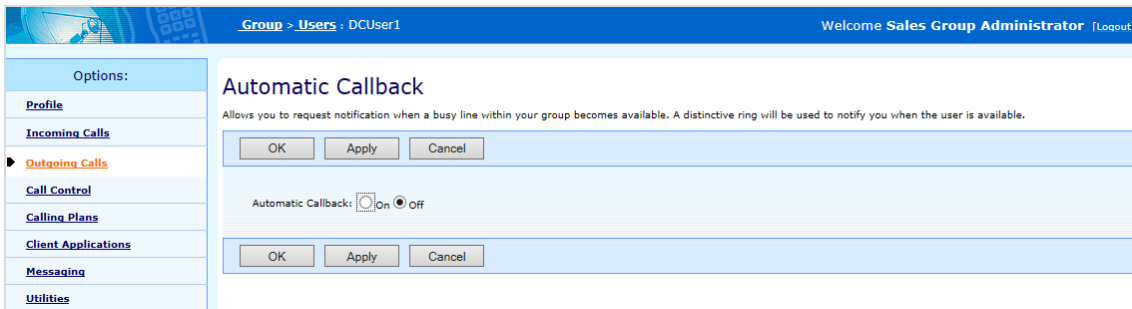 Group > Users : DCUser1
Welcome Sales Group Administrator [Logout
Options:
Profile
Incoming Calls
Outgoing Calls
Call Control
Calling Plans
Client Applications
Messaging
Utilities
Automatic Callback
Allows you to request notification when a busy line within your group becomes available. A distinctive ring will be used to notify you when the user is available.
OK Apply Cancel
Automatic Callback: On Off
OK Apply Cancel